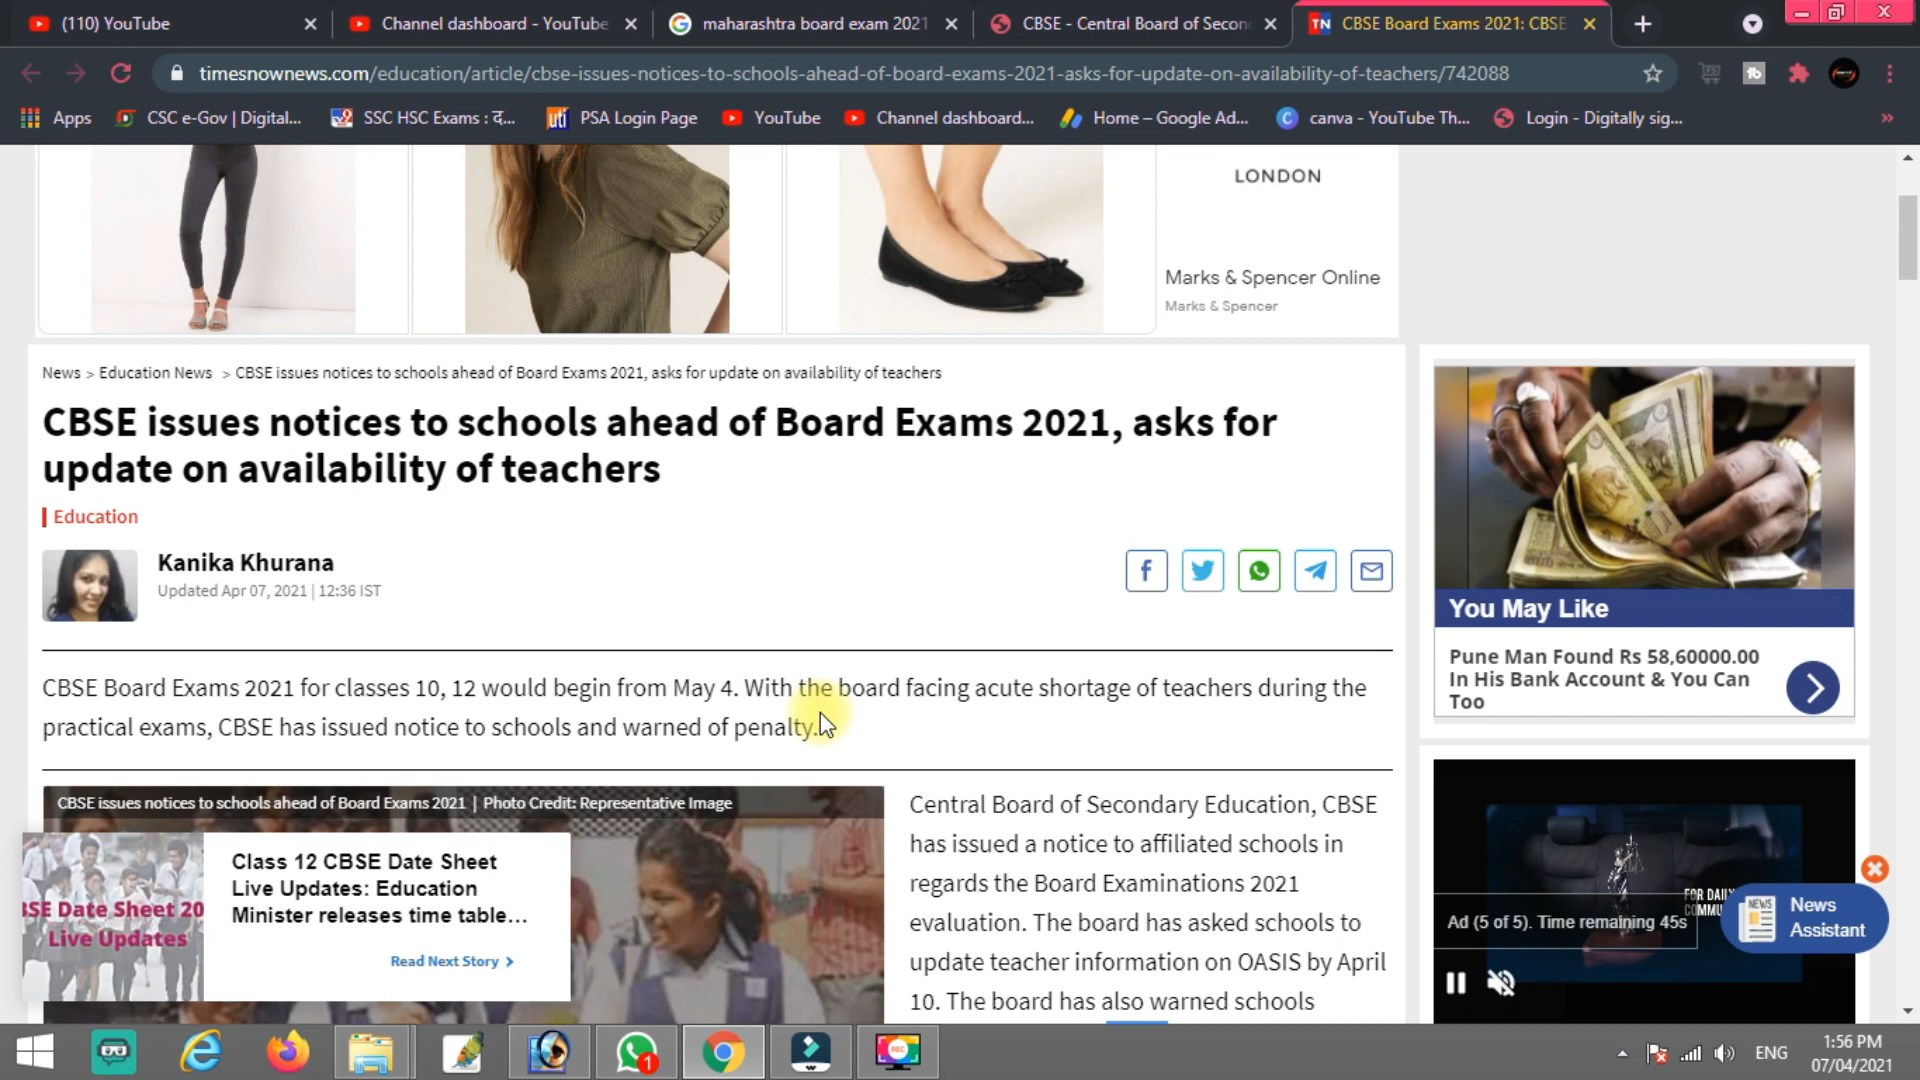 (110) YouTube
Channel dashboard - YouTube
maharashtra board exam 2021
CBSE - Central Board of Secon
TN CBSE Board Exams 2021: CBSE
timesnownews.com/education/article/cbse-issues-notices-to-schools-ahead-of-board-exams-2021-asks-for-update-on-availability-of-teachers/742088
Apps
CSC e-Gov | Digital...
SSC HSC Exams : द...
uti PSA Login Page
YouTube
Channel dashboard...
Home – Google Ad...
C canva - YouTube Th...
Login - Digitally sig...
LONDON
Marks & Spencer Online
Marks & Spencer
News > Education News > CBSE issues notices to schools ahead of Board Exams 2021, asks for update on availability of teachers
CBSE issues notices to schools ahead of Board Exams 2021, asks for
update on availability of teachers
Education
Kanika Khurana
Updated Apr 07, 2021 | 12:36 IST
CBSE Board Exams 2021 for classes 10, 12 would begin from May 4. With the board facing acute shortage of teachers during the
practical exams, CBSE has issued notice to schools and warned of penalty.
CBSE issues notices to schools ahead of Board Exams 2021 | Photo Credit: Representative Image
Class 12 CBSE Date Sheet
Live Updates: Education
Minister releases time table...
Read Next Story >
BSE Date Sheet 20
Live Updates
Central Board of Secondary Education, CBSE
has issued a notice to affiliated schools in
regards the Board Examinations 2021
evaluation. The board has asked schools to
update teacher information on OASIS by April
10. The board has also warned schools
You May Like
Pune Man Found Rs 58,60000.00
In His Bank Account & You Can
Too
FOR DAILY
COMMU
Ad (5 of 5). Time remaining 45s
NEWS
News
Assistant
1
REC
ENG
1:56 PM
07/04/2021